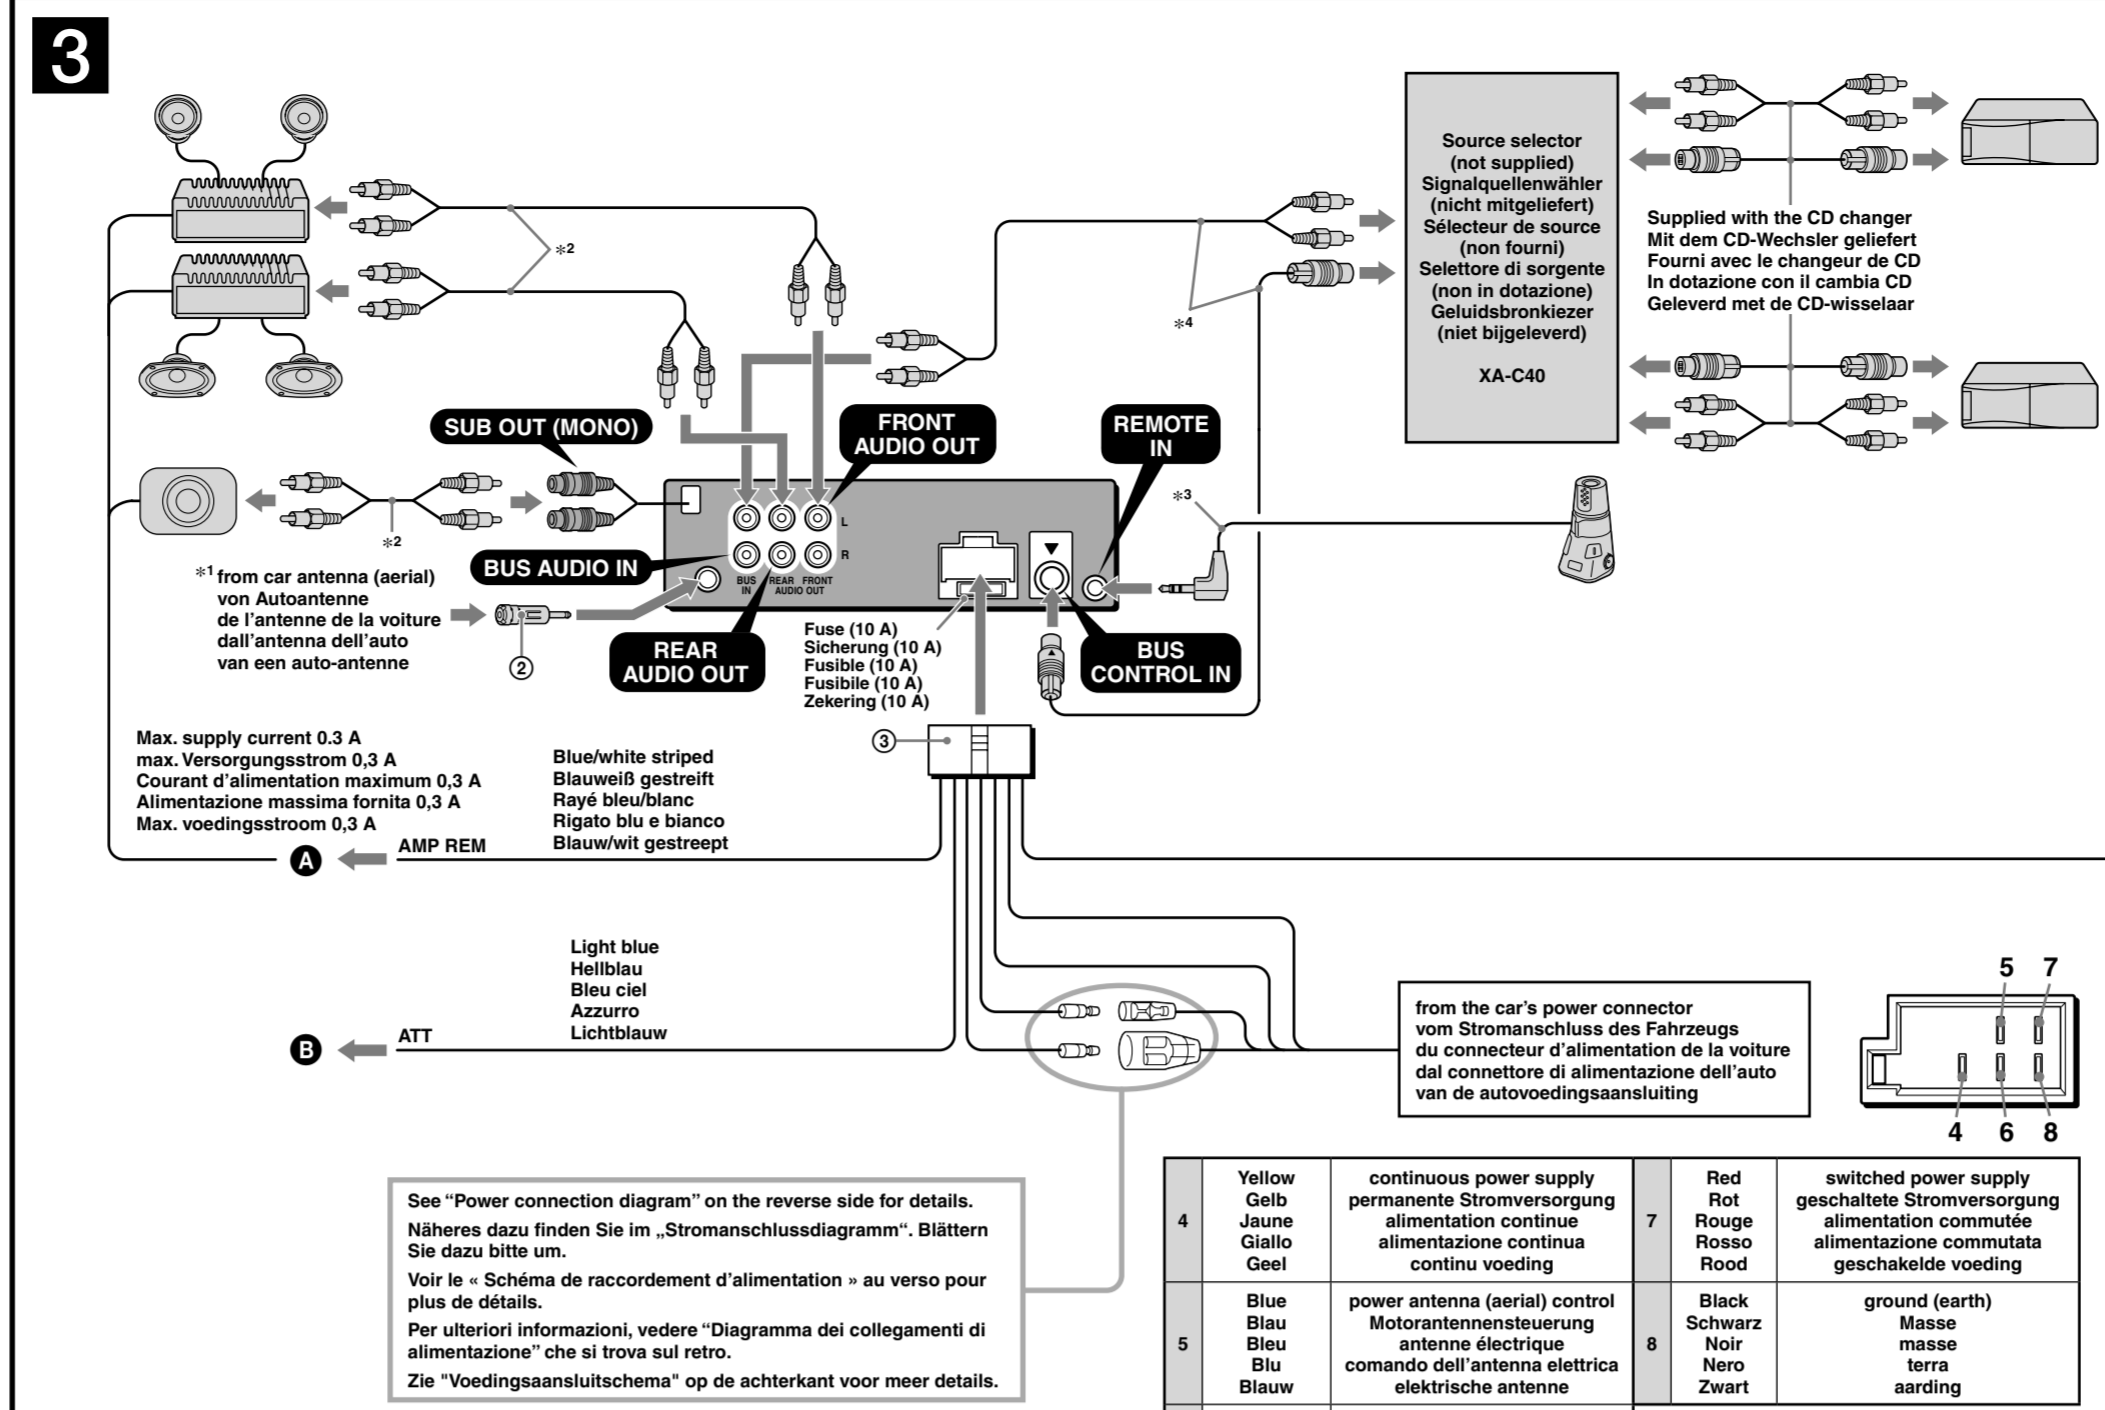 3
*2
SUB OUT (MONO)
FRONT
AUDIO OUT
REMOTE
IN
*4
*3
Source selector
(not supplied)
Signalquellenwähler
(nicht mitgeliefert)
Sélecteur de source
(non fourni)
Selettore di sorgente
(non in dotazione)
Geluidsbronkiezer
(niet bijgeleverd)
XA-C40
Supplied with the CD changer
Mit dem CD-Wechsler geliefert
Fourni avec le changeur de CD
In dotazione con il cambia CD
Geleverd met de CD-wisselaar
*2
BUS AUDIO IN
L
R
BUS
IN
REAR FRONT
AUDIO OUT
*1 from car antenna (aerial)
von Autoantenne
de l'antenne de la voiture
dall'antenna dell'auto
van een auto-antenne
②
REAR
AUDIO OUT
Fuse (10 A)
Sicherung (10 A)
Fusible (10 A)
Fusibile (10 A)
Zekering (10 A)
BUS
CONTROL IN
③
Max. supply current 0.3 A
max. Versorgungsstrom 0,3 A
Courant d'alimentation maximum 0,3 A
Alimentazione massima fornita 0,3 A
Max. voedingsstroom 0,3 A
Blue/white striped
Blauweiß gestreift
Rayé bleu/blanc
Rigato blu e bianco
Blauw/wit gestreept
A
AMP REM
Light blue
Hellblau
Bleu ciel
Azzurro
Lichtblauw
B
ATT
from the car's power connector
vom Stromanschluss des Fahrzeugs
du connecteur d'alimentation de la voiture
dal connettore di alimentazione dell'auto
van de autovoedingsaansluiting
5 7
4 6 8
See “Power connection diagram” on the reverse side for details.
Näheres dazu finden Sie im „Stromanschlussdiagramm“. Blättern
Sie dazu bitte um.
Voir le « Schéma de raccordement d'alimentation » au verso pour
plus de détails.
Per ulteriori informazioni, vedere “Diagramma dei collegamenti di
alimentazione” che si trova sul retro.
Zie "Voedingsaansluitschema" op de achterkant voor meer details.
4
Yellow
Gelb
Jaune
Giallo
Geel
continuous power supply
permanente Stromversorgung
alimentation continue
alimentazione continua
continu voeding
7
Red
Rot
Rouge
Rosso
Rood
switched power supply
geschaltete Stromversorgung
alimentation commutée
alimentazione commutata
geschakelde voeding
5
Blue
Blau
Bleu
Blu
Blauw
power antenna (aerial) control
Motorantennensteuerung
antenne électrique
comando dell'antenna elettrica
elektrische antenne
8
Black
Schwarz
Noir
Nero
Zwart
ground (earth)
Masse
masse
terra
aarding